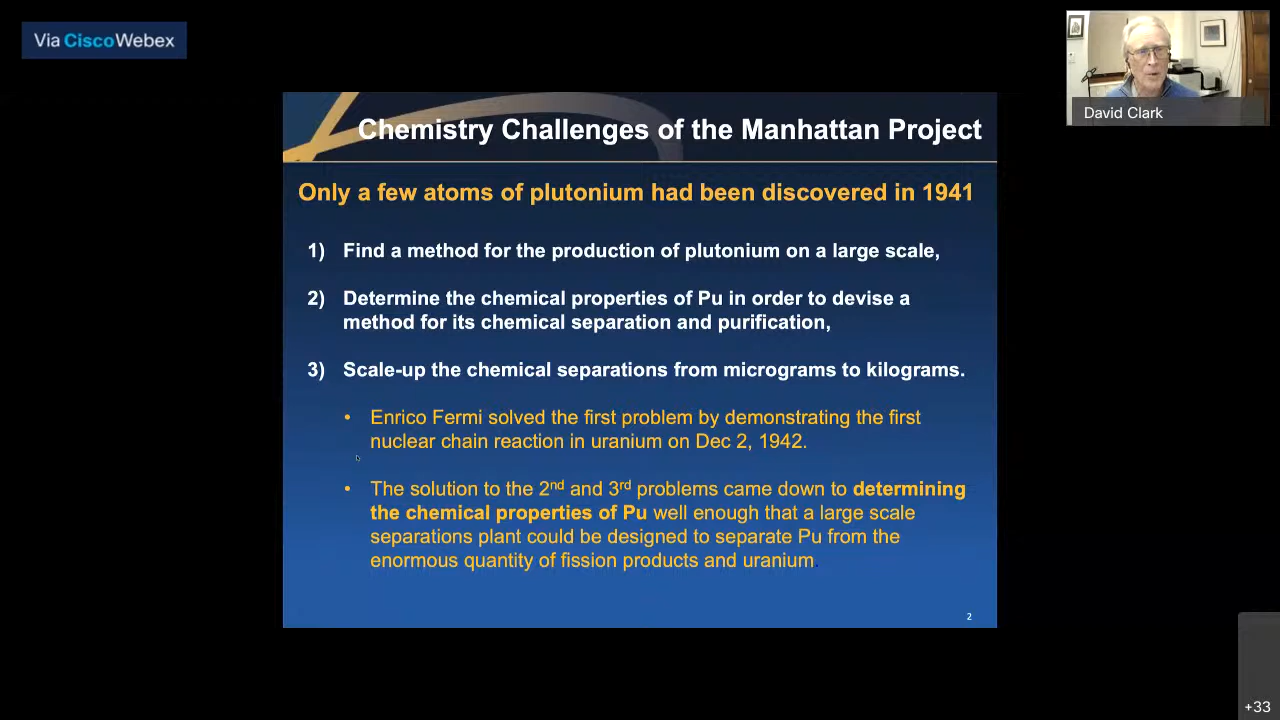 Via CiscoWebex
David Clark
Chemistry Challenges of the Manhattan Project
Only a few atoms of plutonium had been discovered in 1941
1) Find a method for the production of plutonium on a large scale,
2) Determine the chemical properties of Pu in order to devise a
method for its chemical separation and purification,
3) Scale-up the chemical separations from micrograms to kilograms.
• Enrico Fermi solved the first problem by demonstrating the first
nuclear chain reaction in uranium on Dec 2, 1942.
• The solution to the 2nd and 3rd problems came down to determining
the chemical properties of Pu well enough that a large scale
separations plant could be designed to separate Pu from the
enormous quantity of fission products and uranium.
2
+33